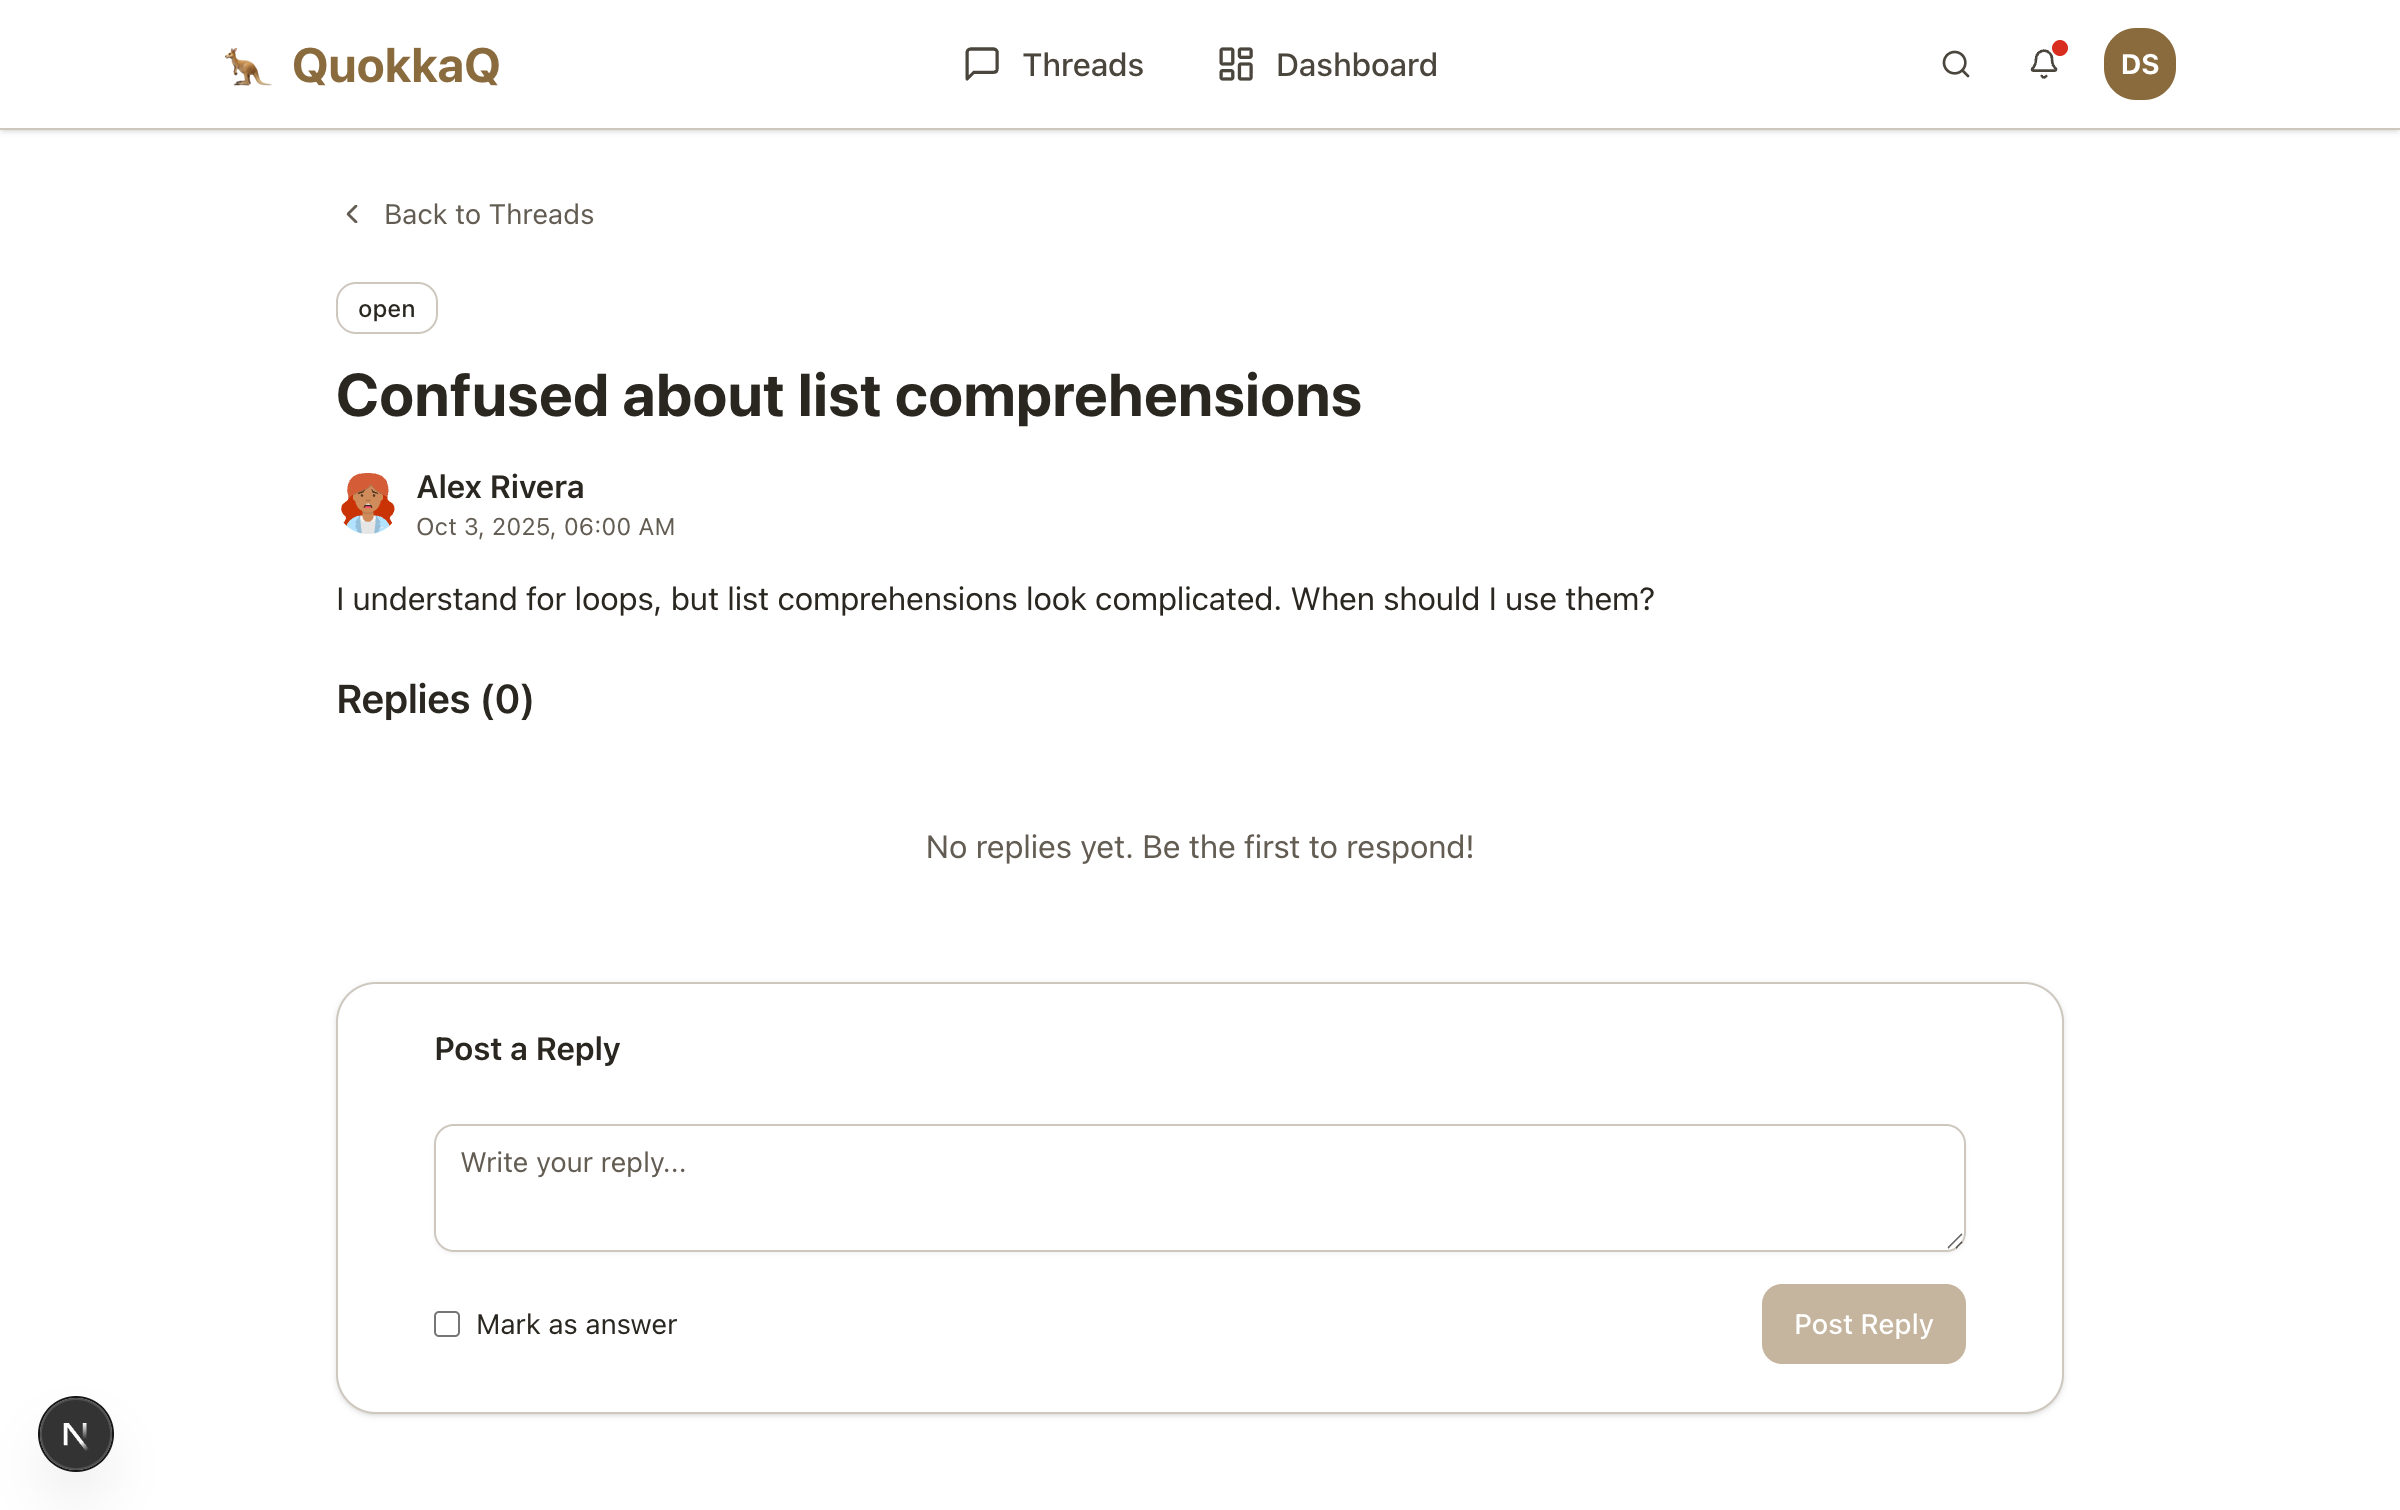 QuokkaQ
Threads
Dashboard
DS
Back to Threads
open
Confused about list comprehensions
Alex Rivera
Oct 3, 2025, 06:00 AM
I understand for loops, but list comprehensions look complicated. When should I use them?
Replies (0)
No replies yet. Be the first to respond!
Post a Reply
Write your reply...
Mark as answer
Post Reply
N